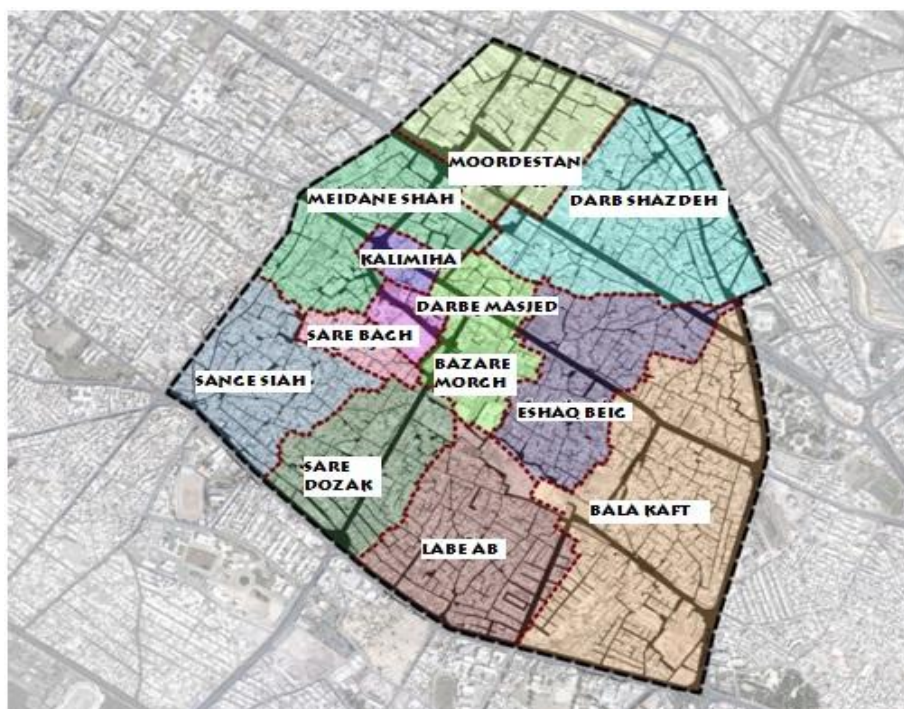 MOORDESTAN
MEIDANE SHAH
DARB SHAZDEH
KALIMIHA
DARBE MASJED
SARE BAGH
BAZARE
MORGH
SANGE SIAH
ESHAQ BEIG
SARE
DOZAK
BALA KAFT
LABE AB